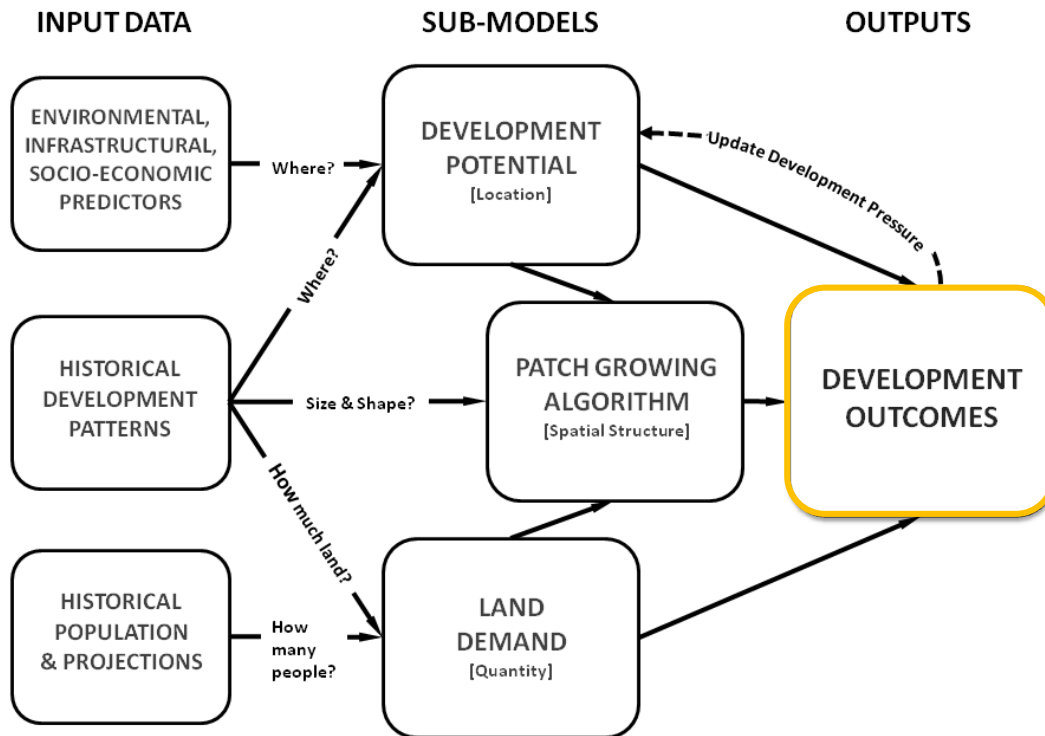 INPUT DATA
SUB-MODELS
OUTPUTS
ENVIRONMENTAL,
INFRASTRUCTURAL,
SOCIO-ECONOMIC
PREDICTORS
Where?
DEVELOPMENT
POTENTIAL
[Location]
Update Development Pressure
Where?
HISTORICAL
DEVELOPMENT
PATTERNS
Size & Shape?
PATCH GROWING
ALGORITHM
[Spatial Structure]
DEVELOPMENT
OUTCOMES
How much land?
HISTORICAL
POPULATION
& PROJECTIONS
How
many
people?
LAND
DEMAND
[Quantity]